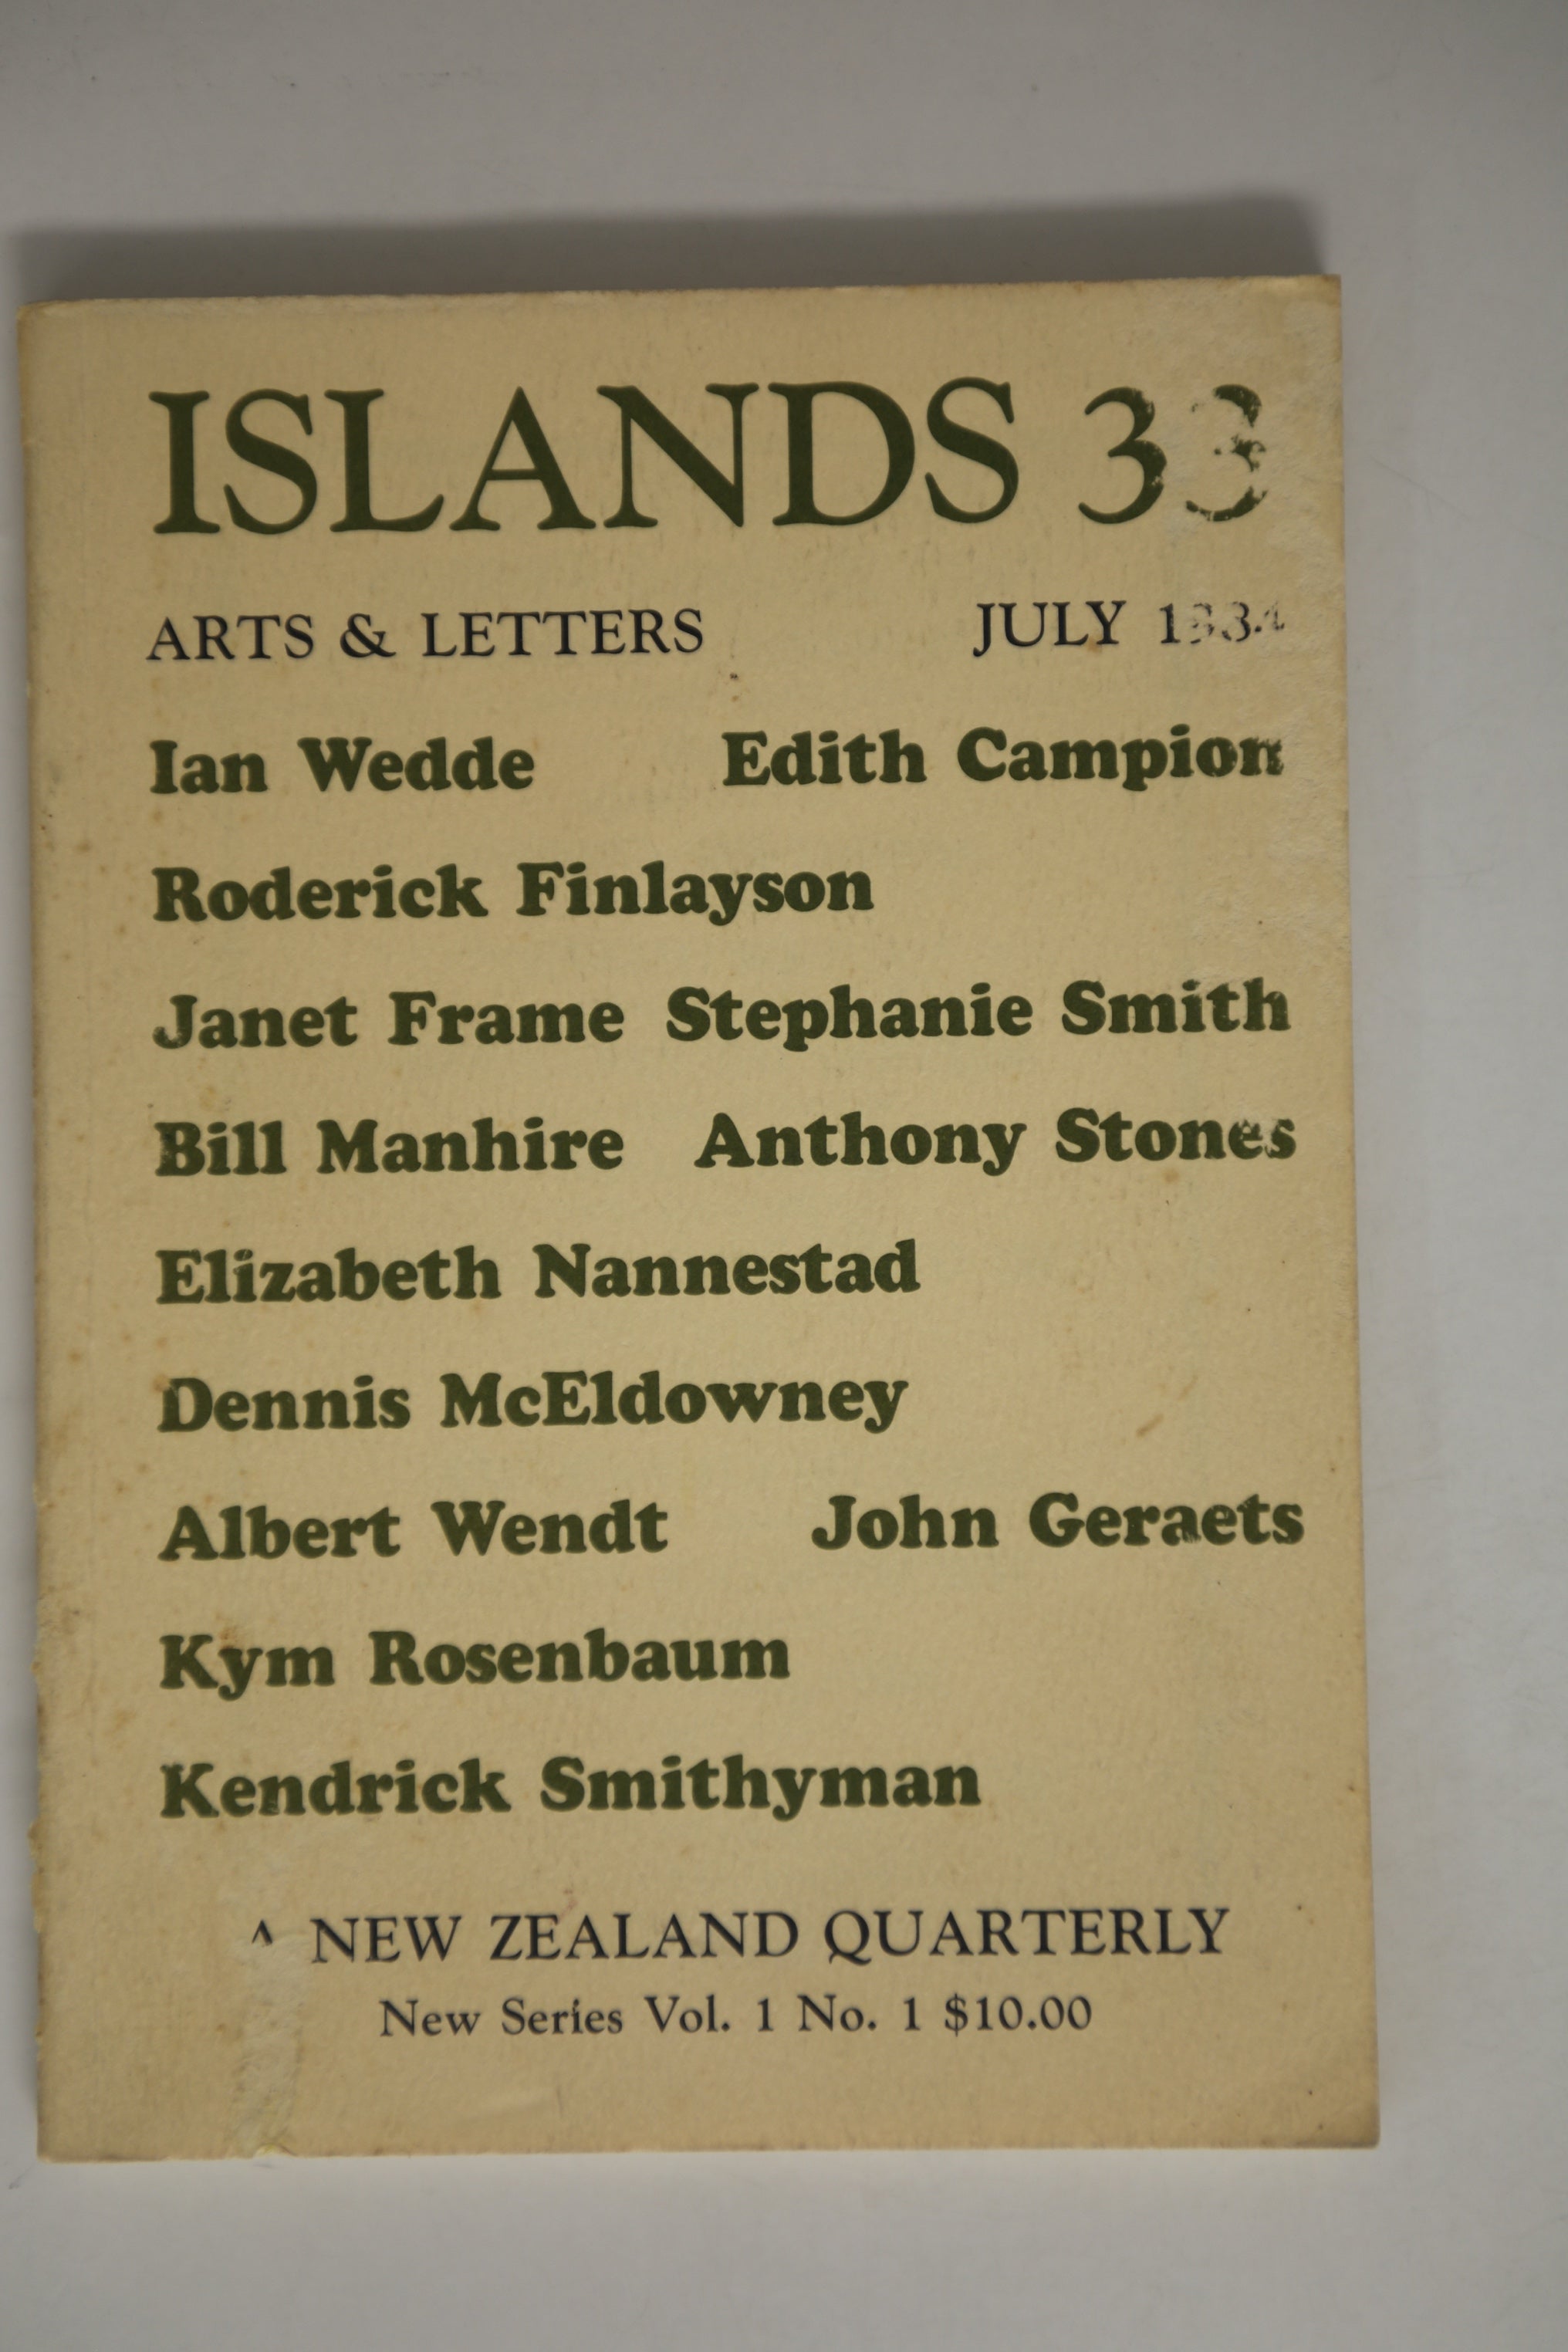 ISLANDS 33
ARTS & LETTERS JULY 1984
Ian Wedde Edith Campion
Roderick Finlayson
Janet Frame Stephanie Smith
Bill Manhire Anthony Stones
Elizabeth Nannestad
Dennis McEldowney
Albert Wendt John Geraets
Kym Rosenbaum
Kendrick Smithyman
A NEW ZEALAND QUARTERLY
New Series Vol. 1 No. 1 $10.00